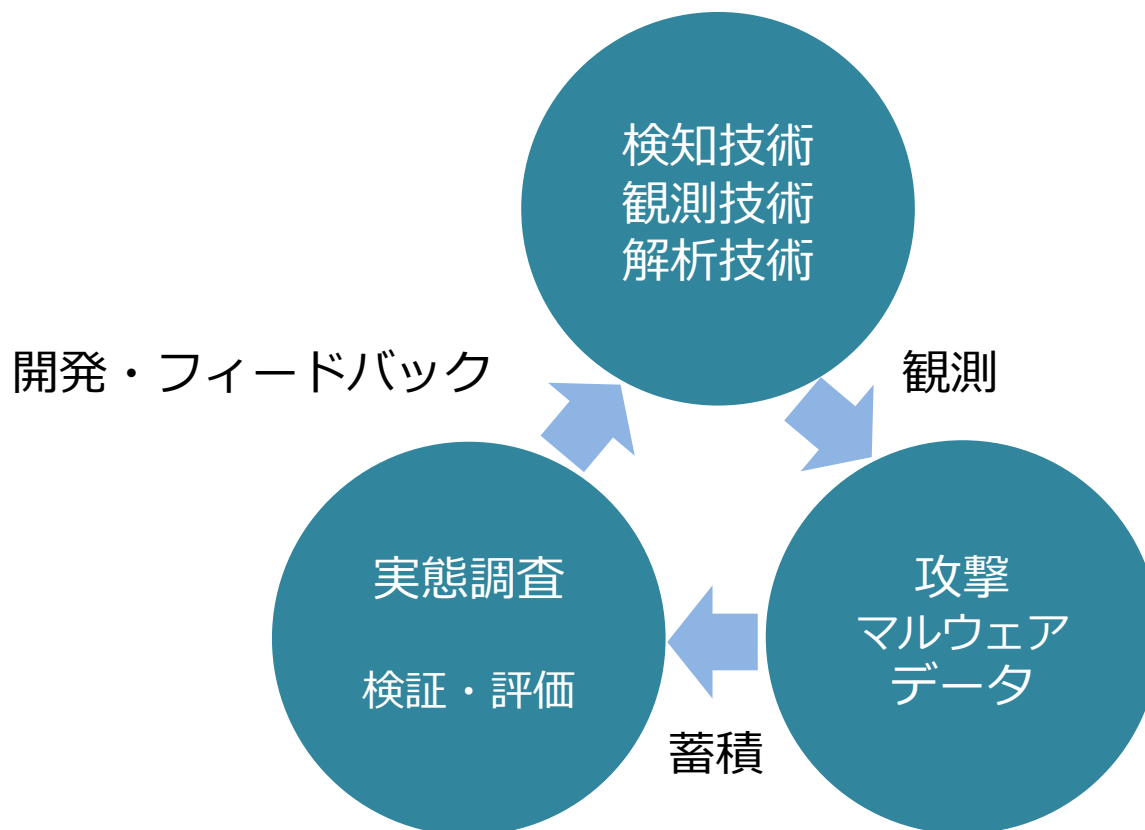 検知技術
観測技術
解析技術
開発・フィードバック
観測
実態調査
検証・評価
攻撃
マルウェア
データ
蓄積